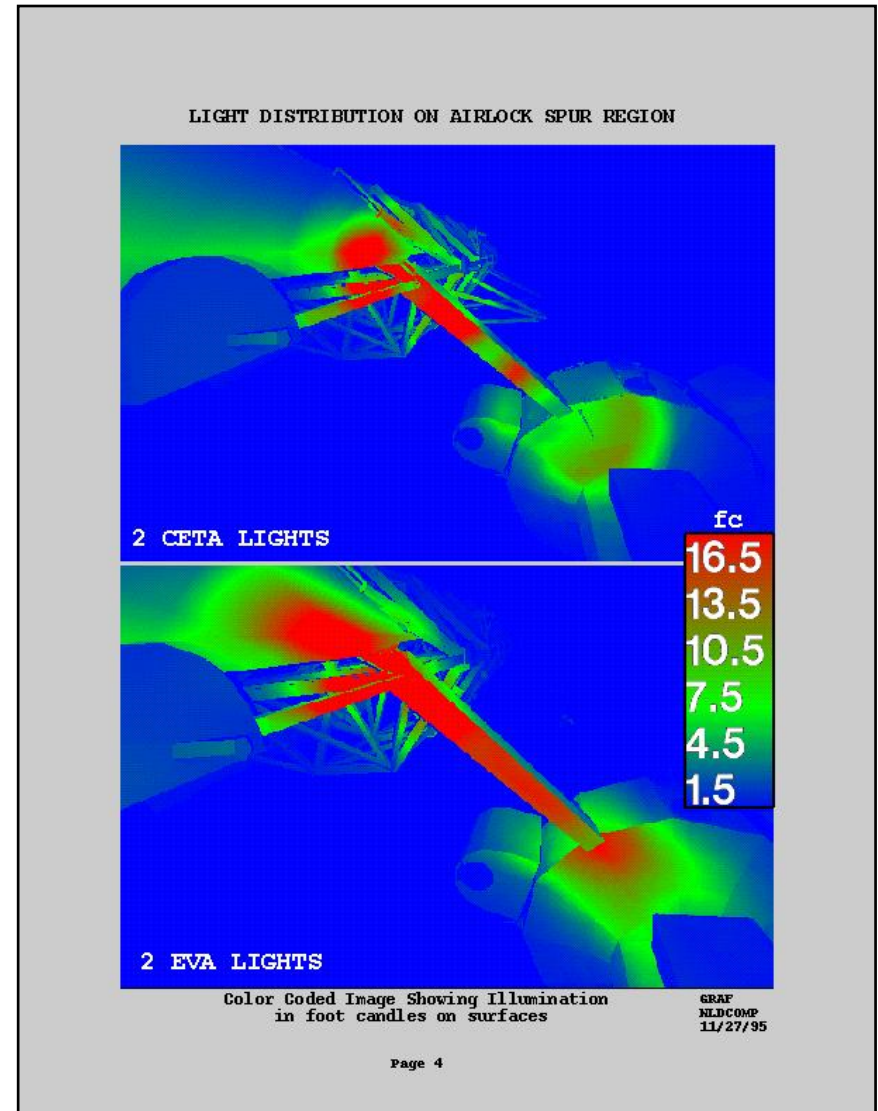 LIGHT DISTRIBUTION ON AIRLOCK SPUR REGION
2 CETA LIGHTS
fc
16.5
13.5
10.5
7.5
4.5
1.5
2 EVA LIGHTS
Color Coded Image Showing Illumination
in foot candles on surfaces
GRAF
NLDCOMP
11/27/95
Page 4